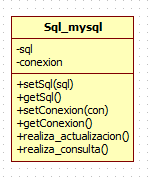 Sql_mysql
-sql
-conexion
+setSql(sql)
+getSql()
+setConexion(con)
+getConexion()
+realiza_actualizacion()
+realiza_consulta()